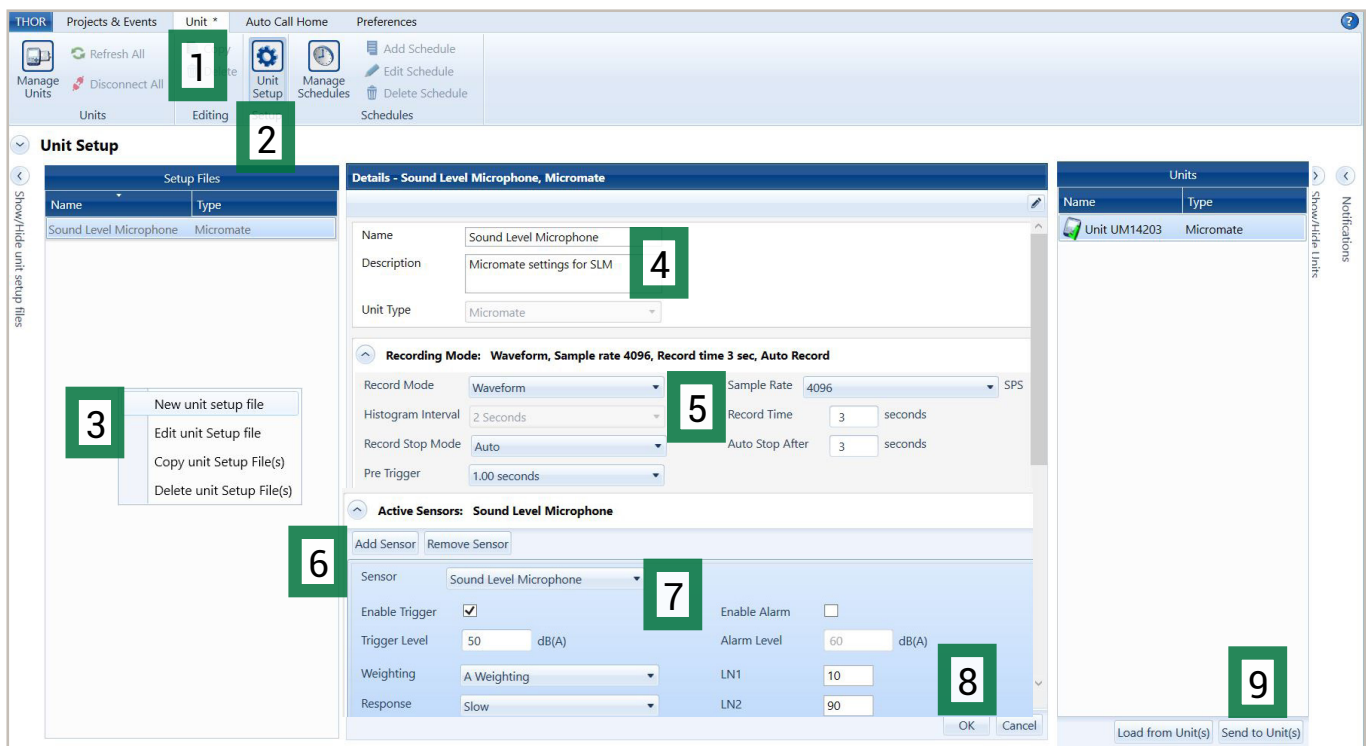 THOR Projects & Events Unit * Auto Call Home Preferences
Refresh All
Disconnect All
Manage Units
Units
1
Editing
Unit Setup
2
Manage Schedules
Add Schedule
Edit Schedule
Delete Schedule
Schedules
Unit Setup
Show/Hide unit setup files
Setup Files
Name Type
Sound Level Microphone Micromate
3
New unit setup file
Edit unit Setup file
Copy unit Setup File(s)
Delete unit Setup File(s)
Details - Sound Level Microphone, Micromate
Name Sound Level Microphone
Description Micromate settings for SLM
4
Unit Type Micromate
Recording Mode: Waveform, Sample rate 4096, Record time 3 sec, Auto Record
Record Mode Waveform Sample Rate 4096 SPS
Histogram Interval 2 Seconds 5 Record Time 3 seconds
Record Stop Mode Auto Auto Stop After 3 seconds
Pre Trigger 1.00 seconds
Active Sensors: Sound Level Microphone
6
Add Sensor Remove Sensor
Sensor Sound Level Microphone 7
Enable Trigger Enable Alarm
Trigger Level 50 dB(A) Alarm Level 60 dB(A)
Weighting A Weighting LN1 10
Response Slow LN2 90
8
OK Cancel
Units
Name Type
Unit UM14203 Micromate
9
Load from Unit(s) Send to Unit(s)
Show/Hide Units
Notifications